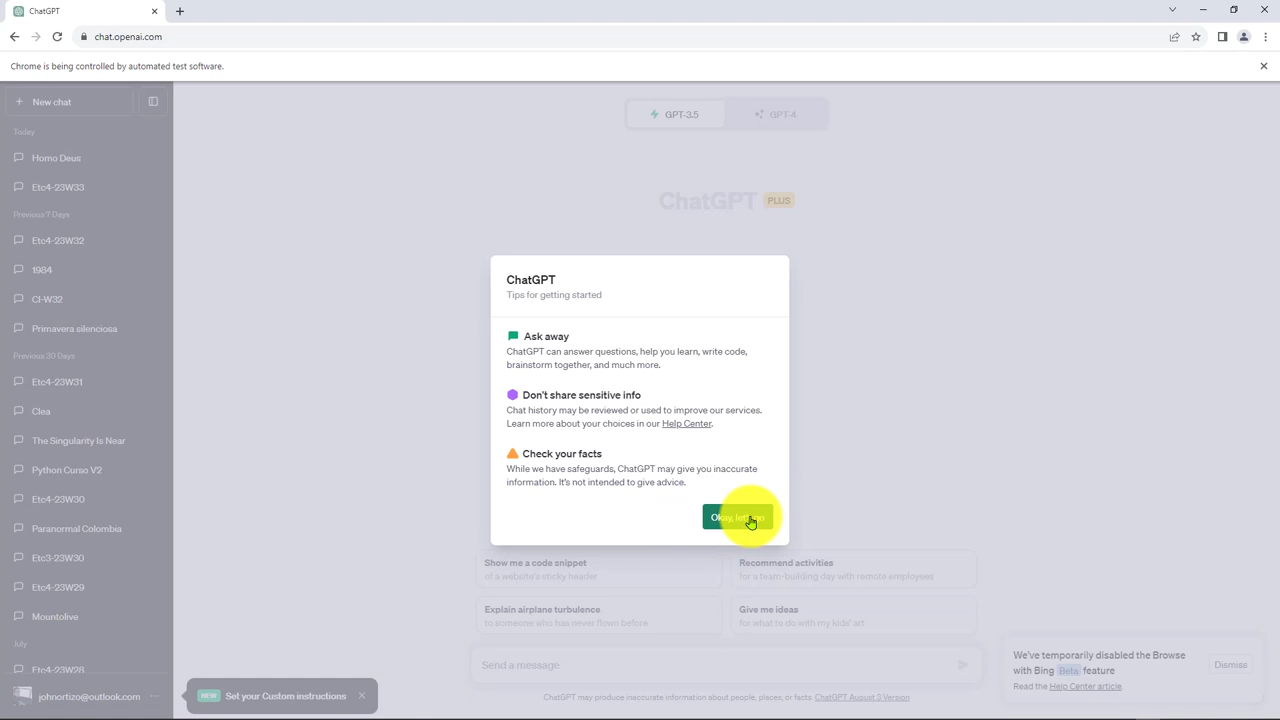 ChatGPT
chat.openai.com
Chrome is being controlled by automated test software.
New chat
Today
Homo Deus
Etc4-23W33
Previous 7 Days
Etc4-23W32
1984
CI-W32
Primavera silenciosa
Previous 30 Days
Etc4-23W31
Clea
The Singularity Is Near
Python Curso V2
Etc4-23W30
Paranormal Colombia
Etc3-23W30
Etc4-23W29
Mountolive
July
Etc4-23W28
johnortizo@outlook.com
NEW Set your Custom instructions
GPT-3.5 GPT-4
ChatGPT PLUS
ChatGPT
Tips for getting started
Ask away
ChatGPT can answer questions, help you learn, write code,
brainstorm together, and much more.
Don't share sensitive info
Chat history may be reviewed or used to improve our services.
Learn more about your choices in our Help Center.
Check your facts
While we have safeguards, ChatGPT may give you inaccurate
information. It's not intended to give advice.
Okay, let's go
Show me a code snippet
of a website's sticky header
Recommend activities
for a team-building day with remote employees
Explain airplane turbulence
to someone who has never flown before
Give me ideas
for what to do with my kids' art
Send a message
ChatGPT may produce inaccurate information about people, places, or facts. ChatGPT August 3 Version
We've temporarily disabled the Browse
with Bing Beta feature
Read the Help Center article.
Dismiss